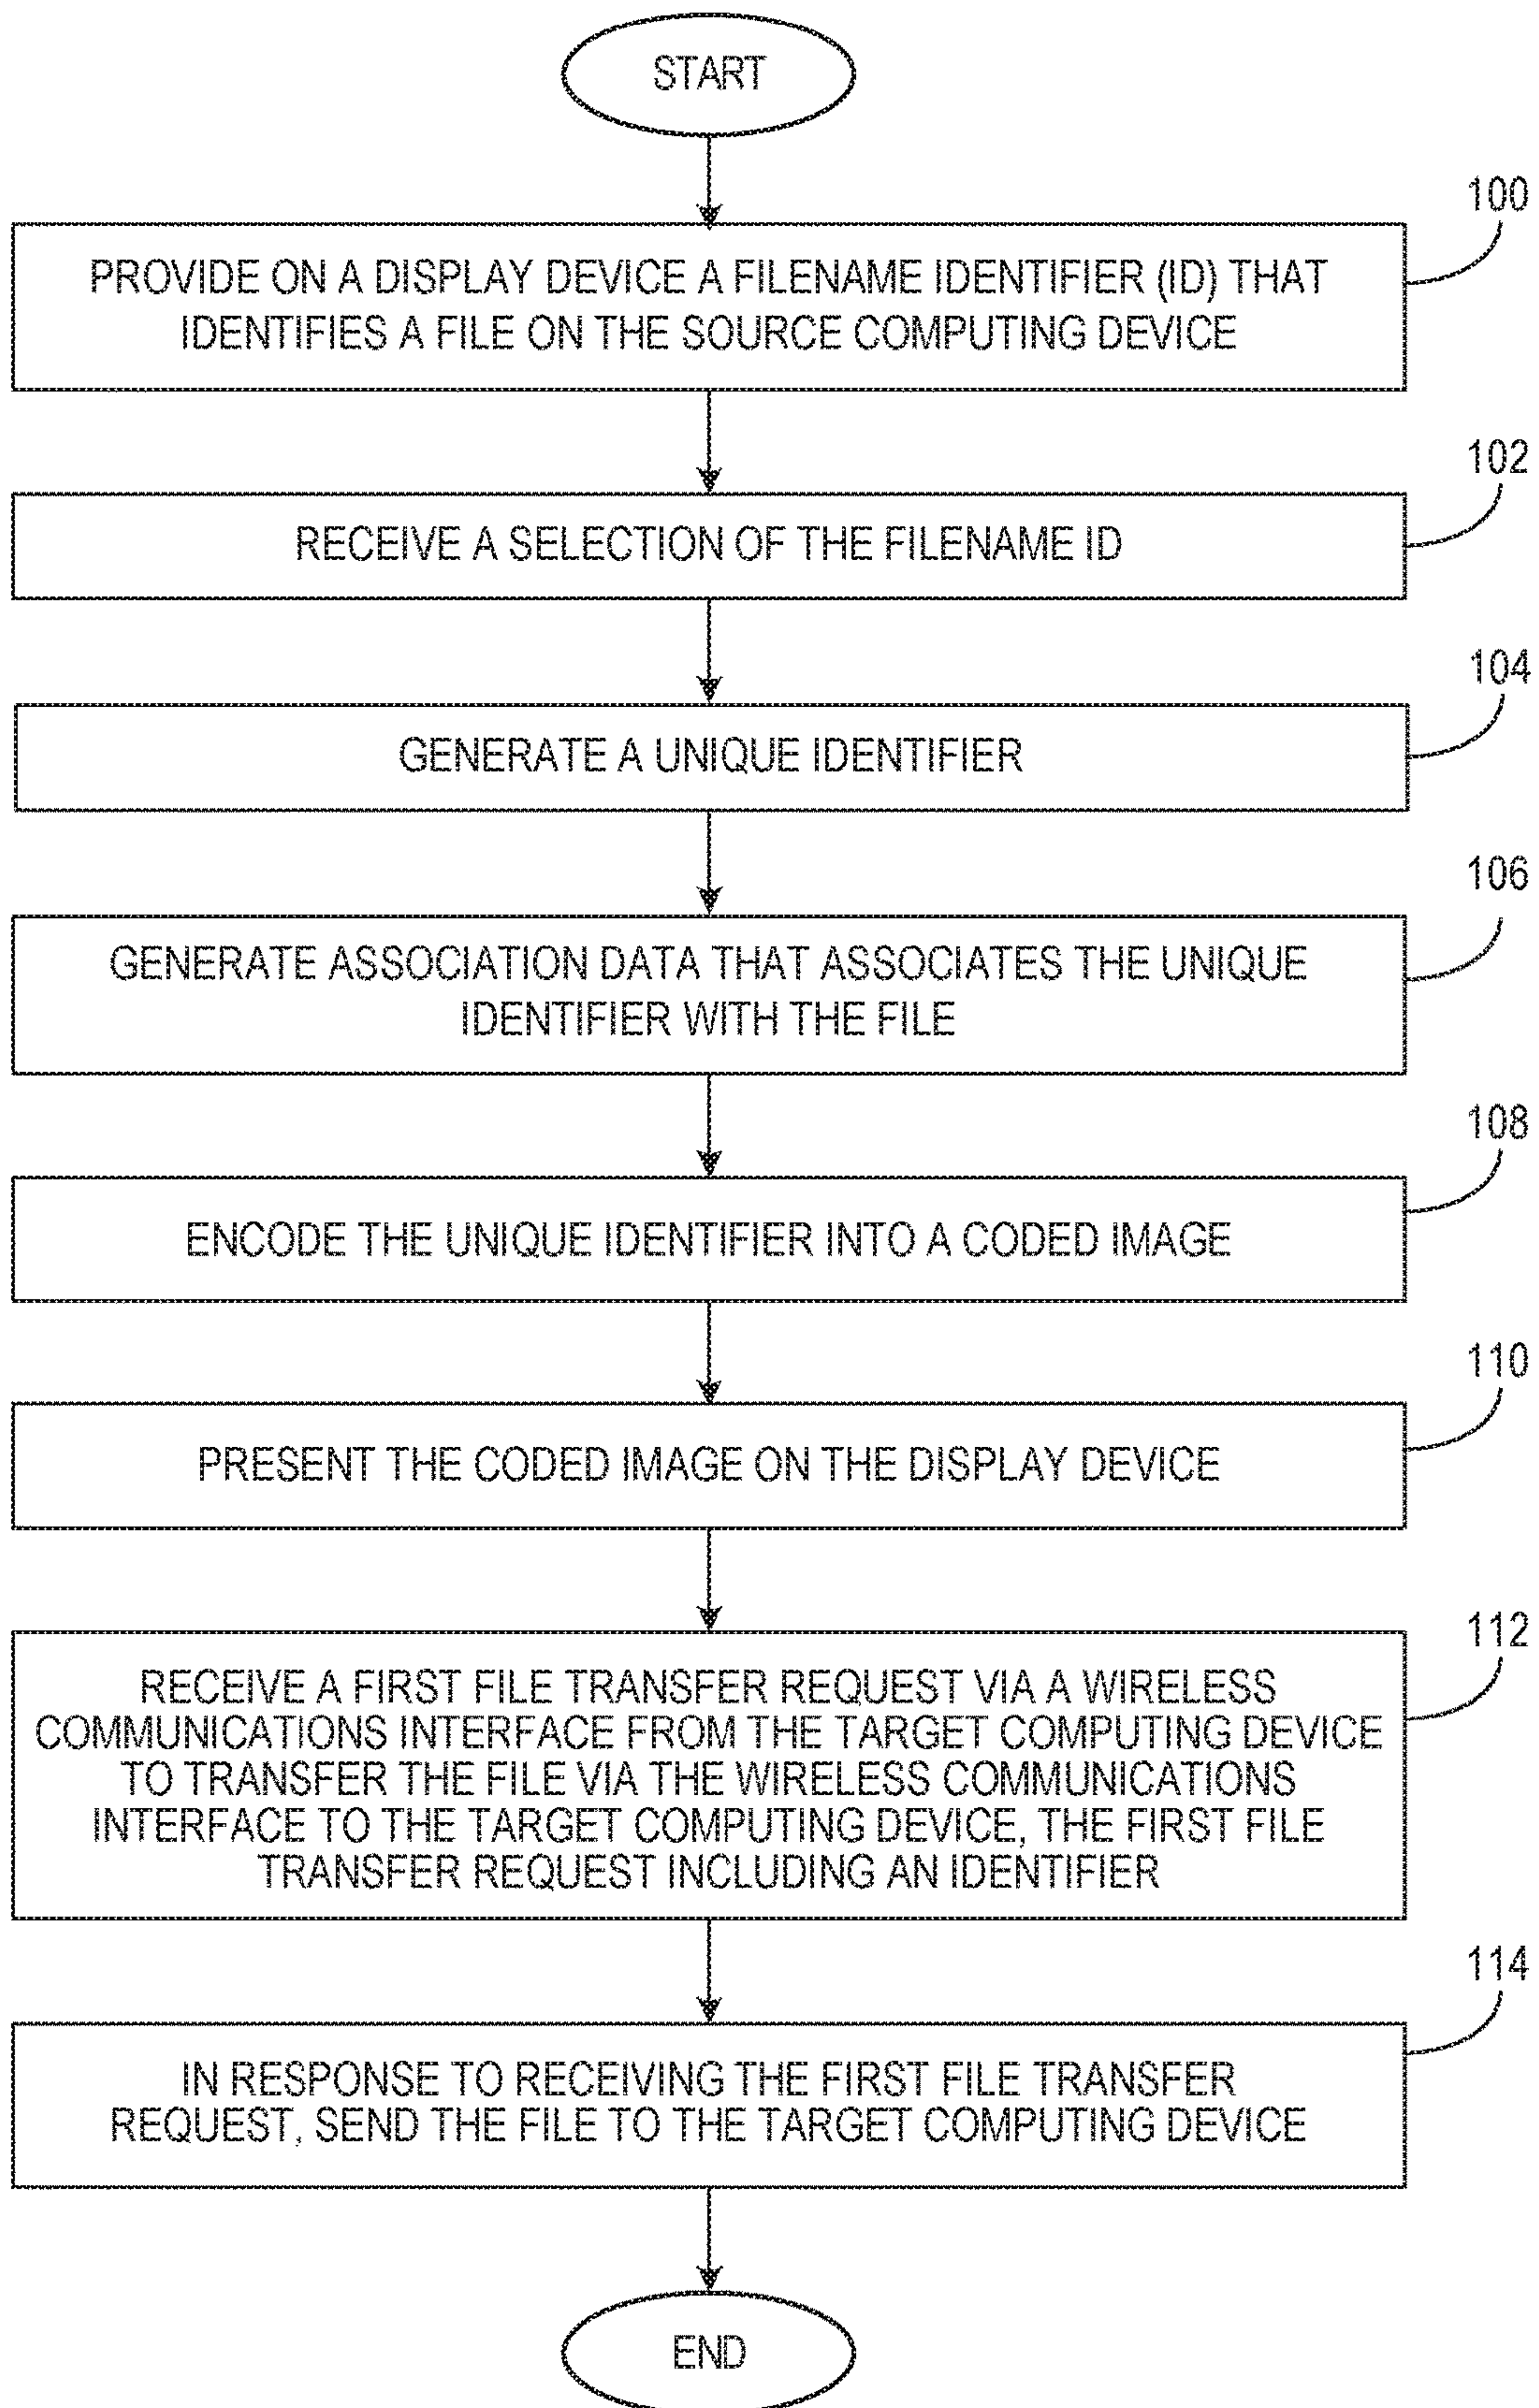 START
100
PROVIDE ON A DISPLAY DEVICE A FILENAME IDENTIFIER (ID) THAT
IDENTIFIES A FILE ON THE SOURCE COMPUTING DEVICE
102
RECEIVE A SELECTION OF THE FILENAME ID
104
GENERATE A UNIQUE IDENTIFIER
106
GENERATE ASSOCIATION DATA THAT ASSOCIATES THE UNIQUE
IDENTIFIER WITH THE FILE
108
ENCODE THE UNIQUE IDENTIFIER INTO A CODED IMAGE
110
PRESENT THE CODED IMAGE ON THE DISPLAY DEVICE
112
RECEIVE A FIRST FILE TRANSFER REQUEST VIA A WIRELESS
COMMUNICATIONS INTERFACE FROM THE TARGET COMPUTING DEVICE
TO TRANSFER THE FILE VIA THE WIRELESS COMMUNICATIONS
INTERFACE TO THE TARGET COMPUTING DEVICE, THE FIRST FILE
TRANSFER REQUEST INCLUDING AN IDENTIFIER
114
IN RESPONSE TO RECEIVING THE FIRST FILE TRANSFER
REQUEST, SEND THE FILE TO THE TARGET COMPUTING DEVICE
END